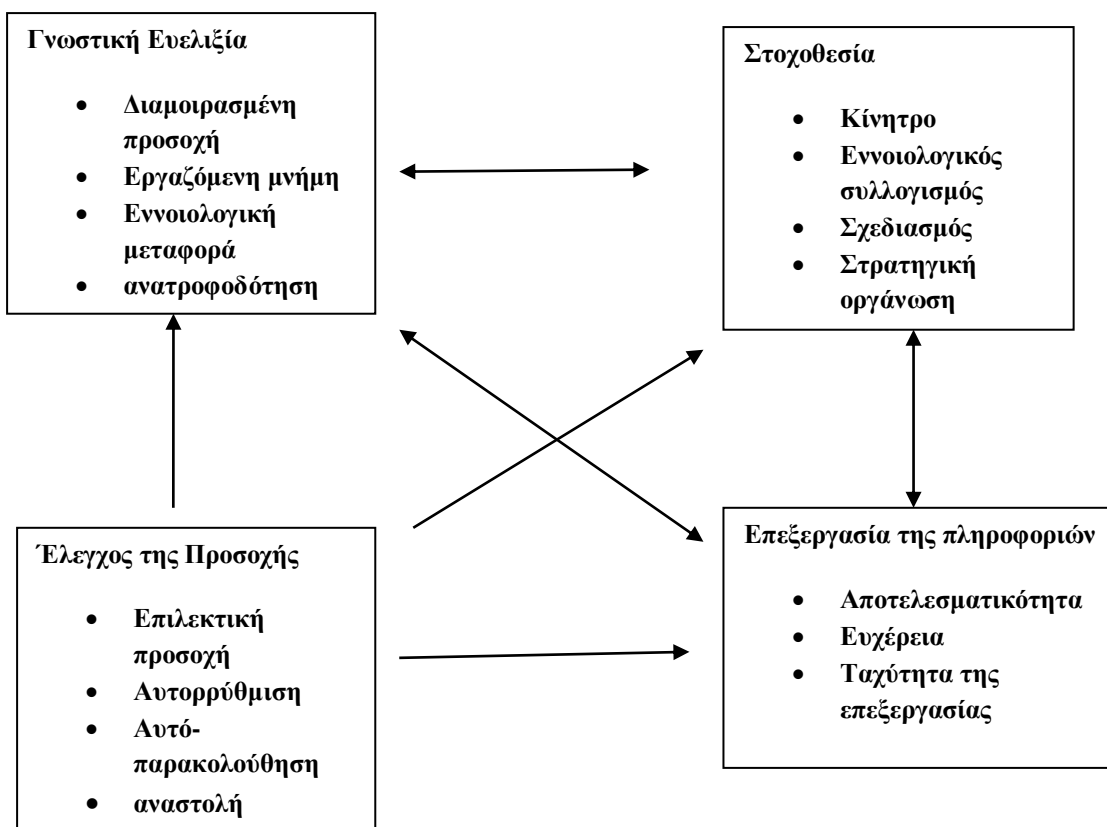 Γνωστική Ευελιξία
• Διαμοιρασμένη
προσοχή
• Εργαζόμενη μνήμη
• Εννοιολογική
μεταφορά
• ανατροφοδότηση
Στοχοθεσία
• Κίνητρο
• Εννοιολογικός
συλλογισμός
• Σχεδιασμός
• Στρατηγική
οργάνωση
Έλεγχος της Προσοχής
• Επιλεκτική
προσοχή
• Αυτορρύθμιση
• Αυτό-
παρακολούθηση
• αναστολή
Επεξεργασία της πληροφοριών
• Αποτελεσματικότητα
• Ευχέρεια
• Ταχύτητα της
επεξεργασίας